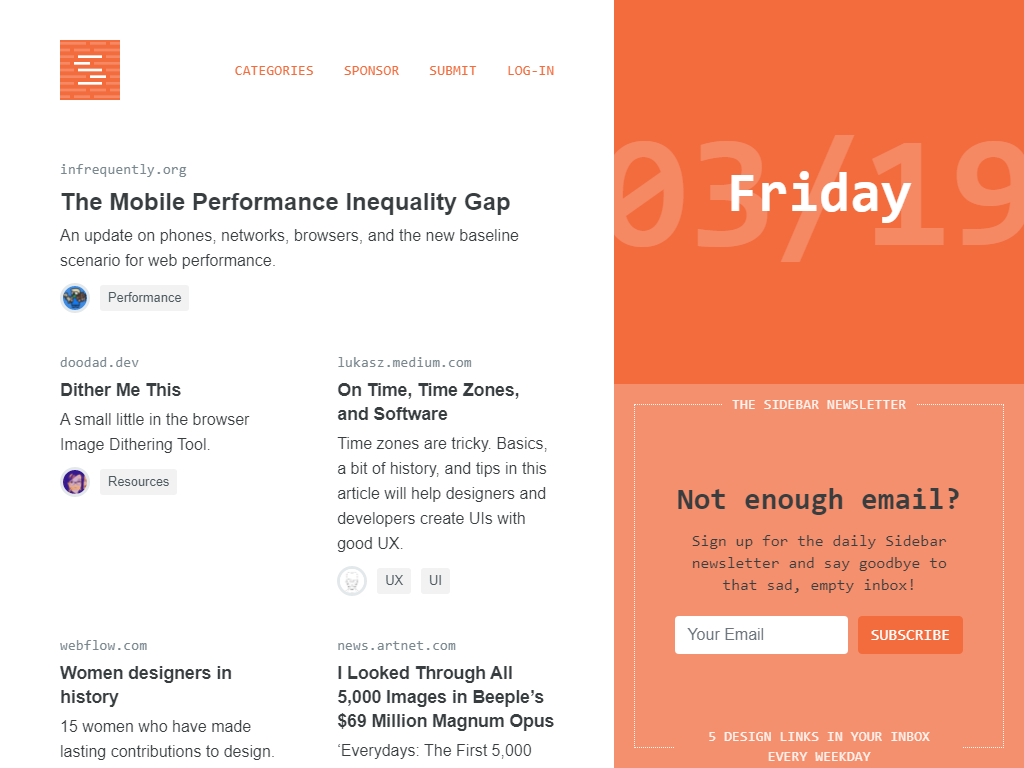 CATEGORIES SPONSOR SUBMIT LOG-IN
infrequently.org
The Mobile Performance Inequality Gap
An update on phones, networks, browsers, and the new baseline
scenario for web performance.
Performance
doodad.dev
Dither Me This
A small little in the browser
Image Dithering Tool.
Resources
lukasz.medium.com
On Time, Time Zones,
and Software
Time zones are tricky. Basics,
a bit of history, and tips in this
article will help designers and
developers create UIs with
good UX.
UX UI
webflow.com
Women designers in
history
15 women who have made
lasting contributions to design.
news.artnet.com
I Looked Through All
5,000 Images in Beeple’s
$69 Million Magnum Opus
‘Everydays: The First 5,000
03/19
Friday
THE SIDEBAR NEWSLETTER
Not enough email?
Sign up for the daily Sidebar
newsletter and say goodbye to
that sad, empty inbox!
Your Email SUBSCRIBE
5 DESIGN LINKS IN YOUR INBOX
EVERY WEEKDAY